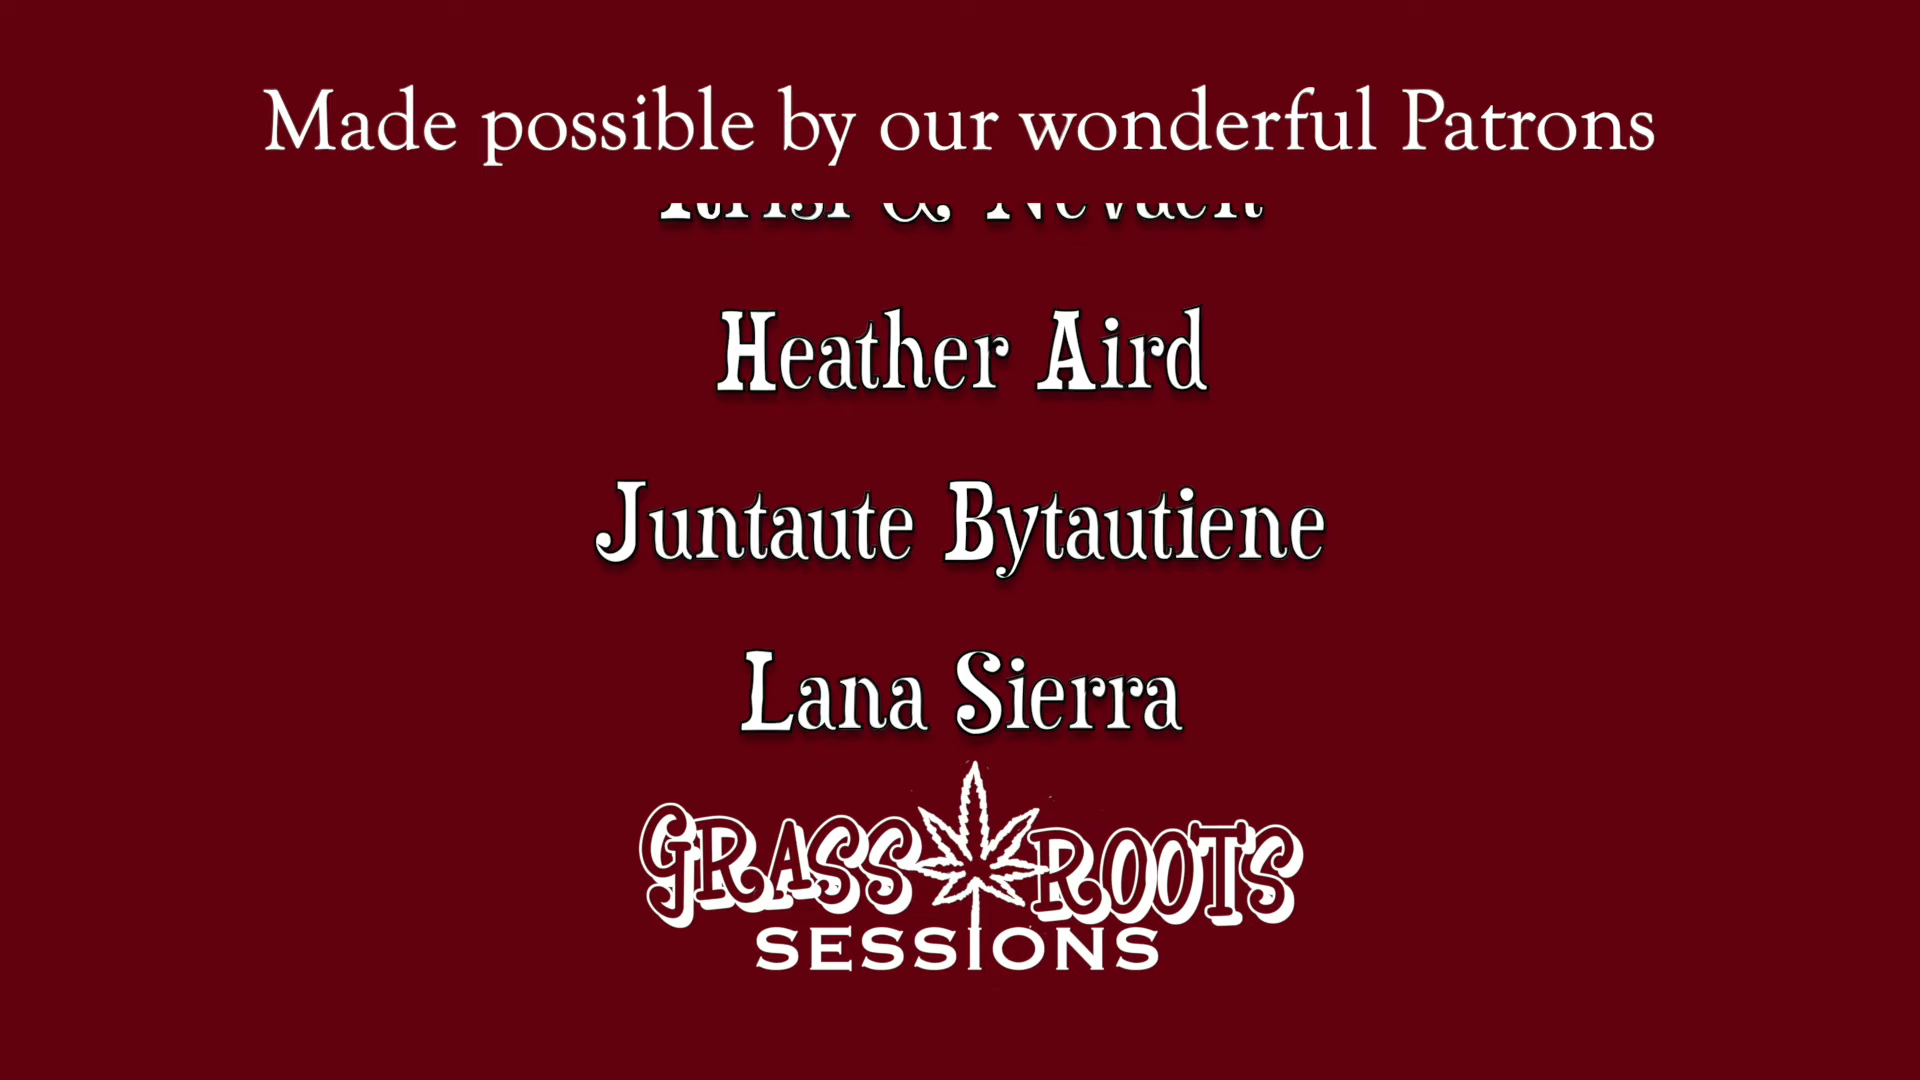 Made possible by our wonderful Patrons
Heather Aird
Juntaute Bytautiene
Lana Sierra
GRASS ROOTS
SESSIONS